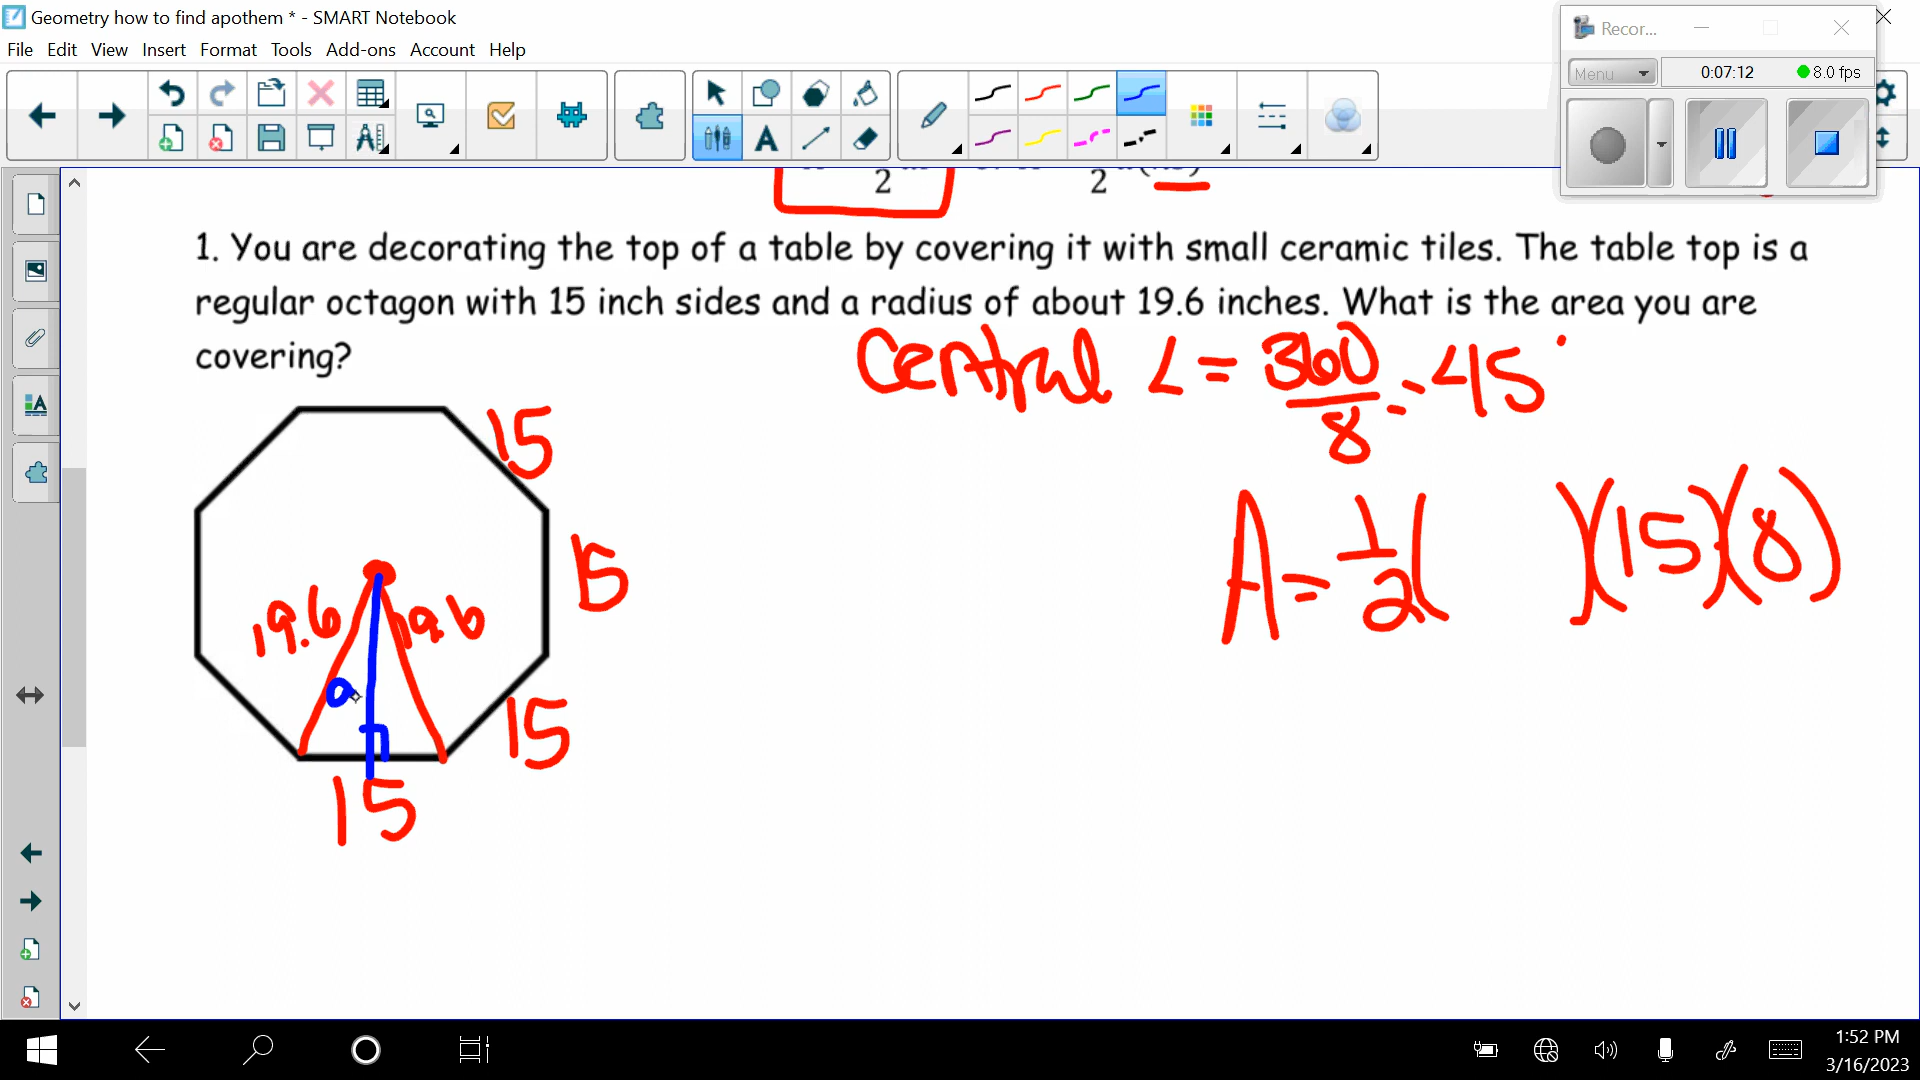 Geometry how to find apothem * - SMART Notebook
File Edit View Insert Format Tools Add-ons Account Help
Recor...
Menu 0:07:12 8.0 fps
2 2
1. You are decorating the top of a table by covering it with small ceramic tiles. The table top is a
regular octagon with 15 inch sides and a radius of about 19.6 inches. What is the area you are
covering?
Central ∠ = 360/8 = 45°
15
A = 1/2( )(15)(8)
15
19.6 19.6
a
15
15
1:52 PM
3/16/2023